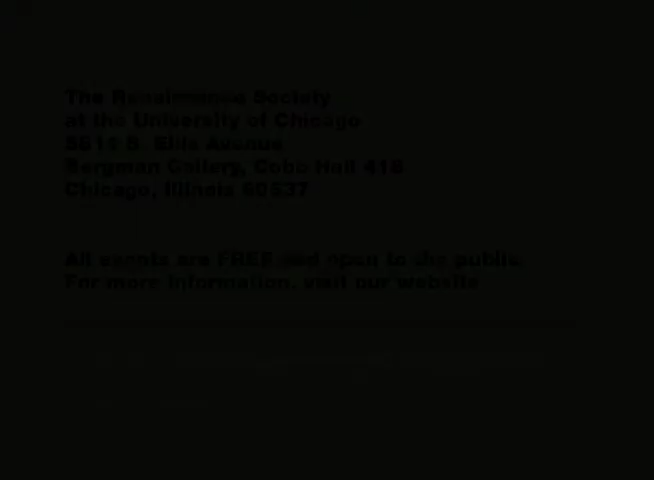 The Renaissance Society
at the University of Chicago
5811 S. Ellis Avenue
Bergman Gallery, Cobb Hall 418
Chicago, Illinois 60637
All events are FREE and open to the public.
For more information, visit our website